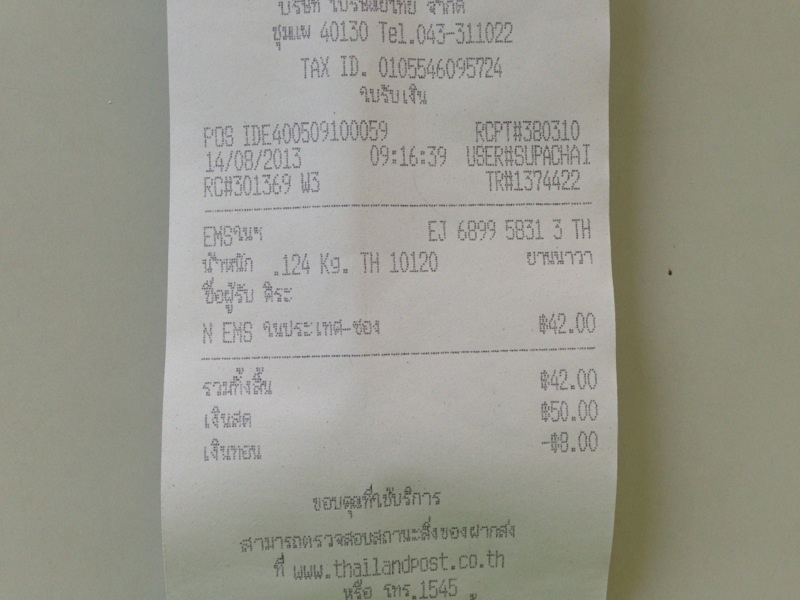 บริษัท ไปรษณีย์ไทย จำกัด
ชุมแพ 40130 Tel.043-311022
TAX ID. 0105546095724
ใบรับเงิน
POS IDE400509100059 RCPT#380310
14/08/2013 09:16:39 USER#SUPACHAI
RC#301369 W3 TR#1374422
EMSในฯ EJ 6899 5831 3 TH
น้ำหนัก .124 Kg. TH 10120 ยานนาวา
ชื่อผู้รับ พีระ
N EMS ในประเทศ-ซอง ฿42.00
รวมทั้งสิ้น ฿42.00
เงินสด ฿50.00
เงินทอน -฿8.00
ขอบคุณที่ใช้บริการ
สามารถตรวจสอบสถานะสิ่งของฝากส่ง
ที่ www.thailandpost.co.th
หรือ โทร.1545